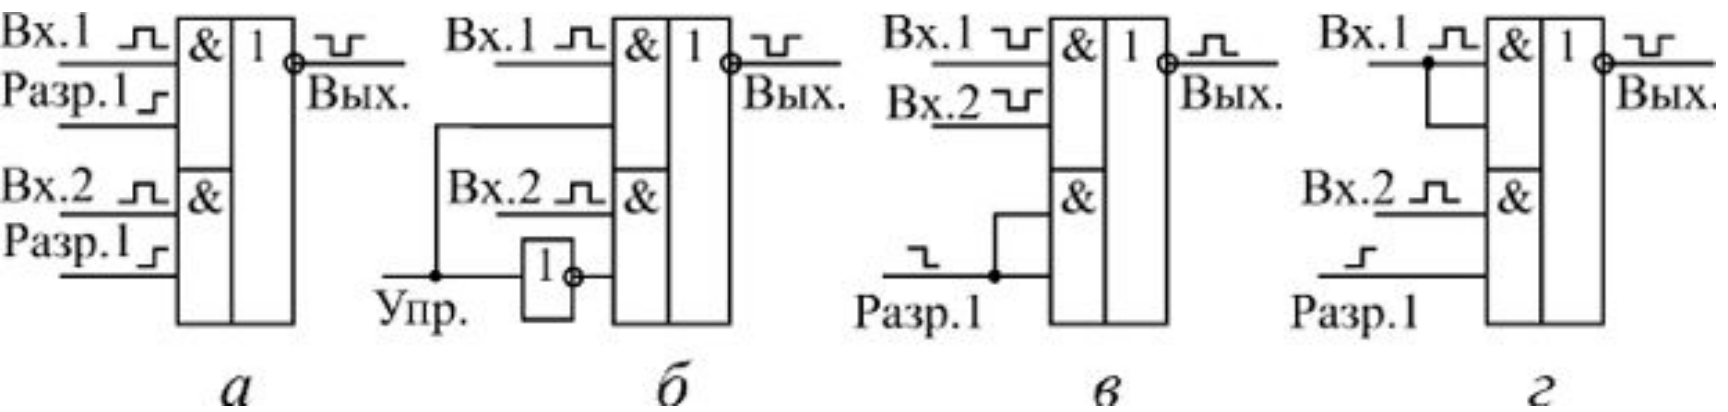 Вх.1 & 1 Вых.
Разр.1
Вх.2 &
Разр.1
а
Вх.1 & 1 Вых.
Вх.2 &
1
Упр.
б
Вх.1 & 1 Вых.
Вх.2
&
Разр.1
в
Вх.1 & 1 Вых.
Вх.2 &
Разр.1
г